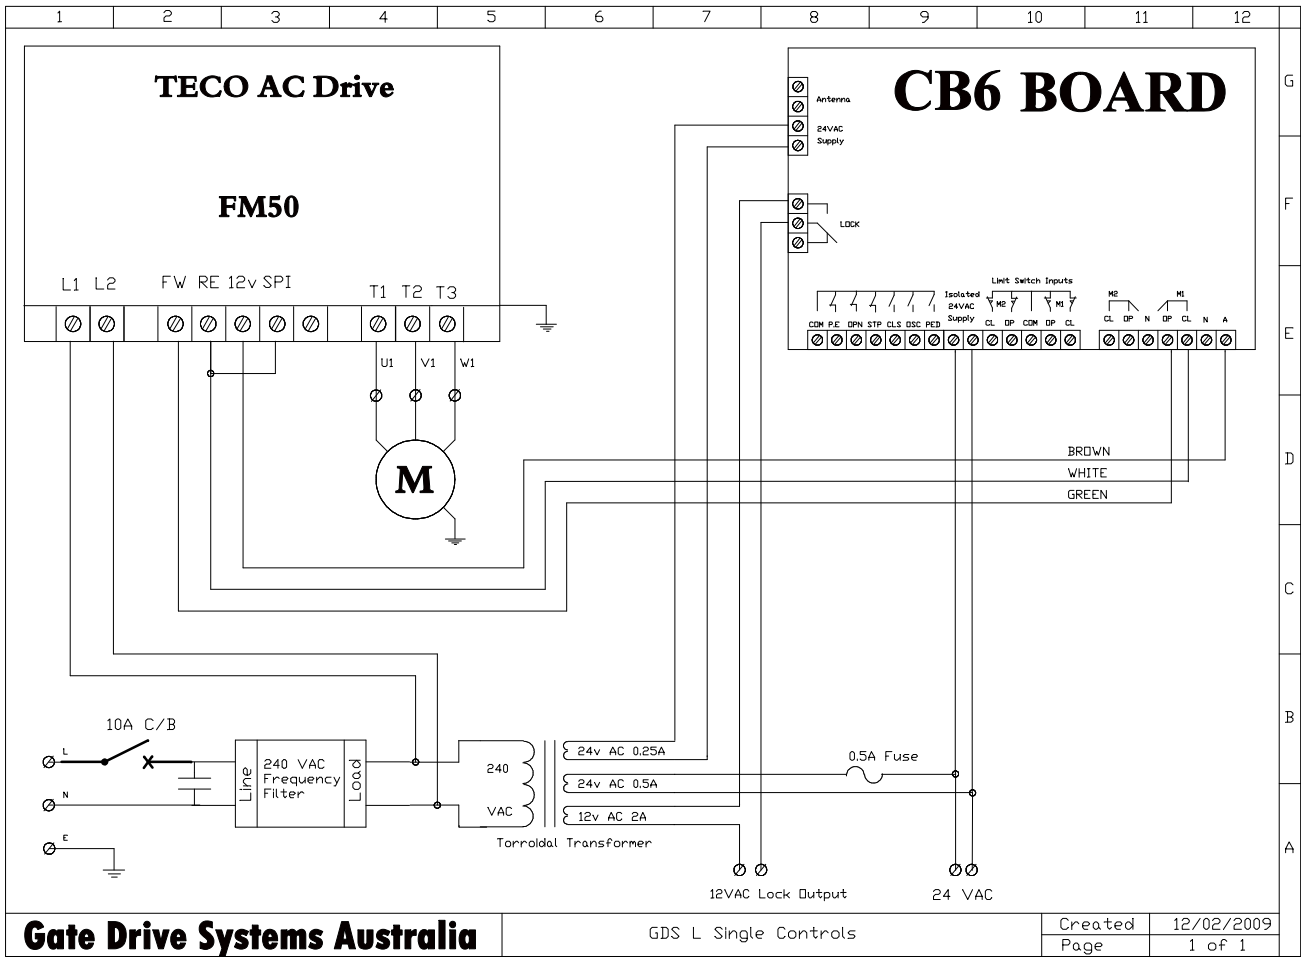 1 2 3 4 5 6 7 8 9 10 11 12
TECO AC Drive
FM50
L1 L2 FW RE 12v SPI T1 T2 T3
U1 V1 W1
M
CB6 BOARD
Antenna
24VAC
Supply
LOCK
Limit Switch Inputs
Isolated
24VAC
Supply
M2 M1
M2 M1
COM P.E OPN STP CLS OSC PED CL OP COM OP CL
CL OP N OP CL N A
BROWN
WHITE
GREEN
G
F
E
D
C
B
A
10A C/B
L
N
E
Line
240 VAC
Frequency
Filter
Load
240
VAC
24v AC 0.25A
24v AC 0.5A
12v AC 2A
Torroidal Transformer
0.5A Fuse
12VAC Lock Output
24 VAC
Gate Drive Systems Australia
GDS L Single Controls
Created 12/02/2009
Page 1 of 1